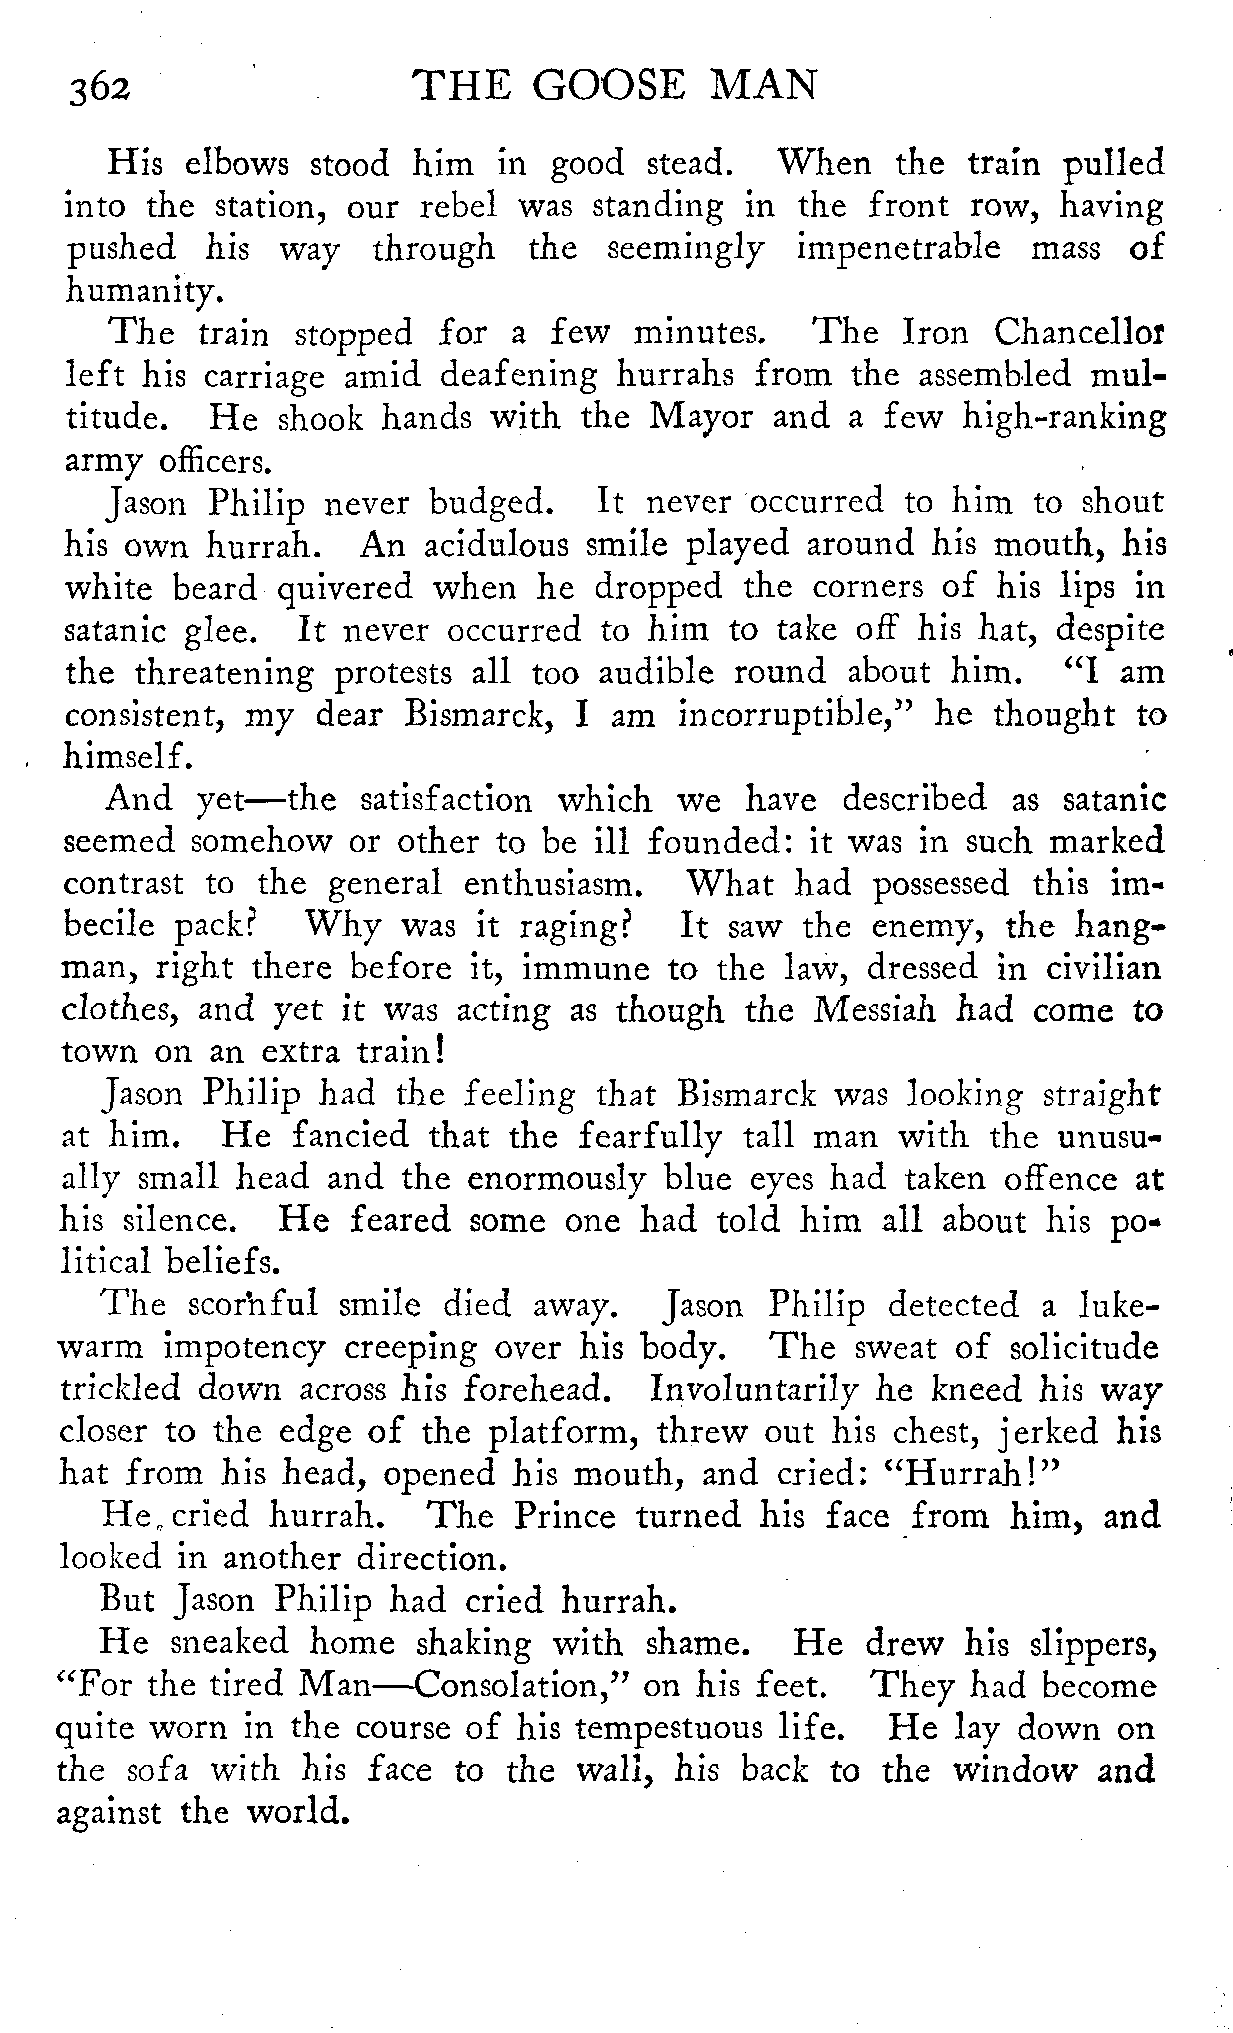 362 THE GOOSE MAN
His elbows stood him in good stead. When the train pulled
into the station, our rebel was standing in the front row, having
pushed his way through the seemingly impenetrable mass of
humanity.
The train stopped for a few minutes. The Iron Chancellor
left his carriage amid deafening hurrahs from the assembled mul-
titude. He shook hands with the Mayor and a few high-ranking
army officers.
Jason Philip never budged. It never occurred to him to shout
his own hurrah. An acidulous smile played around his mouth, his
white beard quivered when he dropped the corners of his lips in
satanic glee. It never occurred to him to take off his hat, despite
the threatening protests all too audible round about him. “I am
consistent, my dear Bismarck, I am incorruptible,” he thought to
himself.
And yet—the satisfaction which we have described as satanic
seemed somehow or other to be ill founded: it was in such marked
contrast to the general enthusiasm. What had possessed this im-
becile pack? Why was it raging? It saw the enemy, the hang-
man, right there before it, immune to the law, dressed in civilian
clothes, and yet it was acting as though the Messiah had come to
town on an extra train!
Jason Philip had the feeling that Bismarck was looking straight
at him. He fancied that the fearfully tall man with the unusu-
ally small head and the enormously blue eyes had taken offence at
his silence. He feared some one had told him all about his po-
litical beliefs.
The scornful smile died away. Jason Philip detected a luke-
warm impotency creeping over his body. The sweat of solicitude
trickled down across his forehead. Involuntarily he kneed his way
closer to the edge of the platform, threw out his chest, jerked his
hat from his head, opened his mouth, and cried: “Hurrah!”
He cried hurrah. The Prince turned his face from him, and
looked in another direction.
But Jason Philip had cried hurrah.
He sneaked home shaking with shame. He drew his slippers,
“For the tired Man—Consolation,” on his feet. They had become
quite worn in the course of his tempestuous life. He lay down on
the sofa with his face to the wall, his back to the window and
against the world.